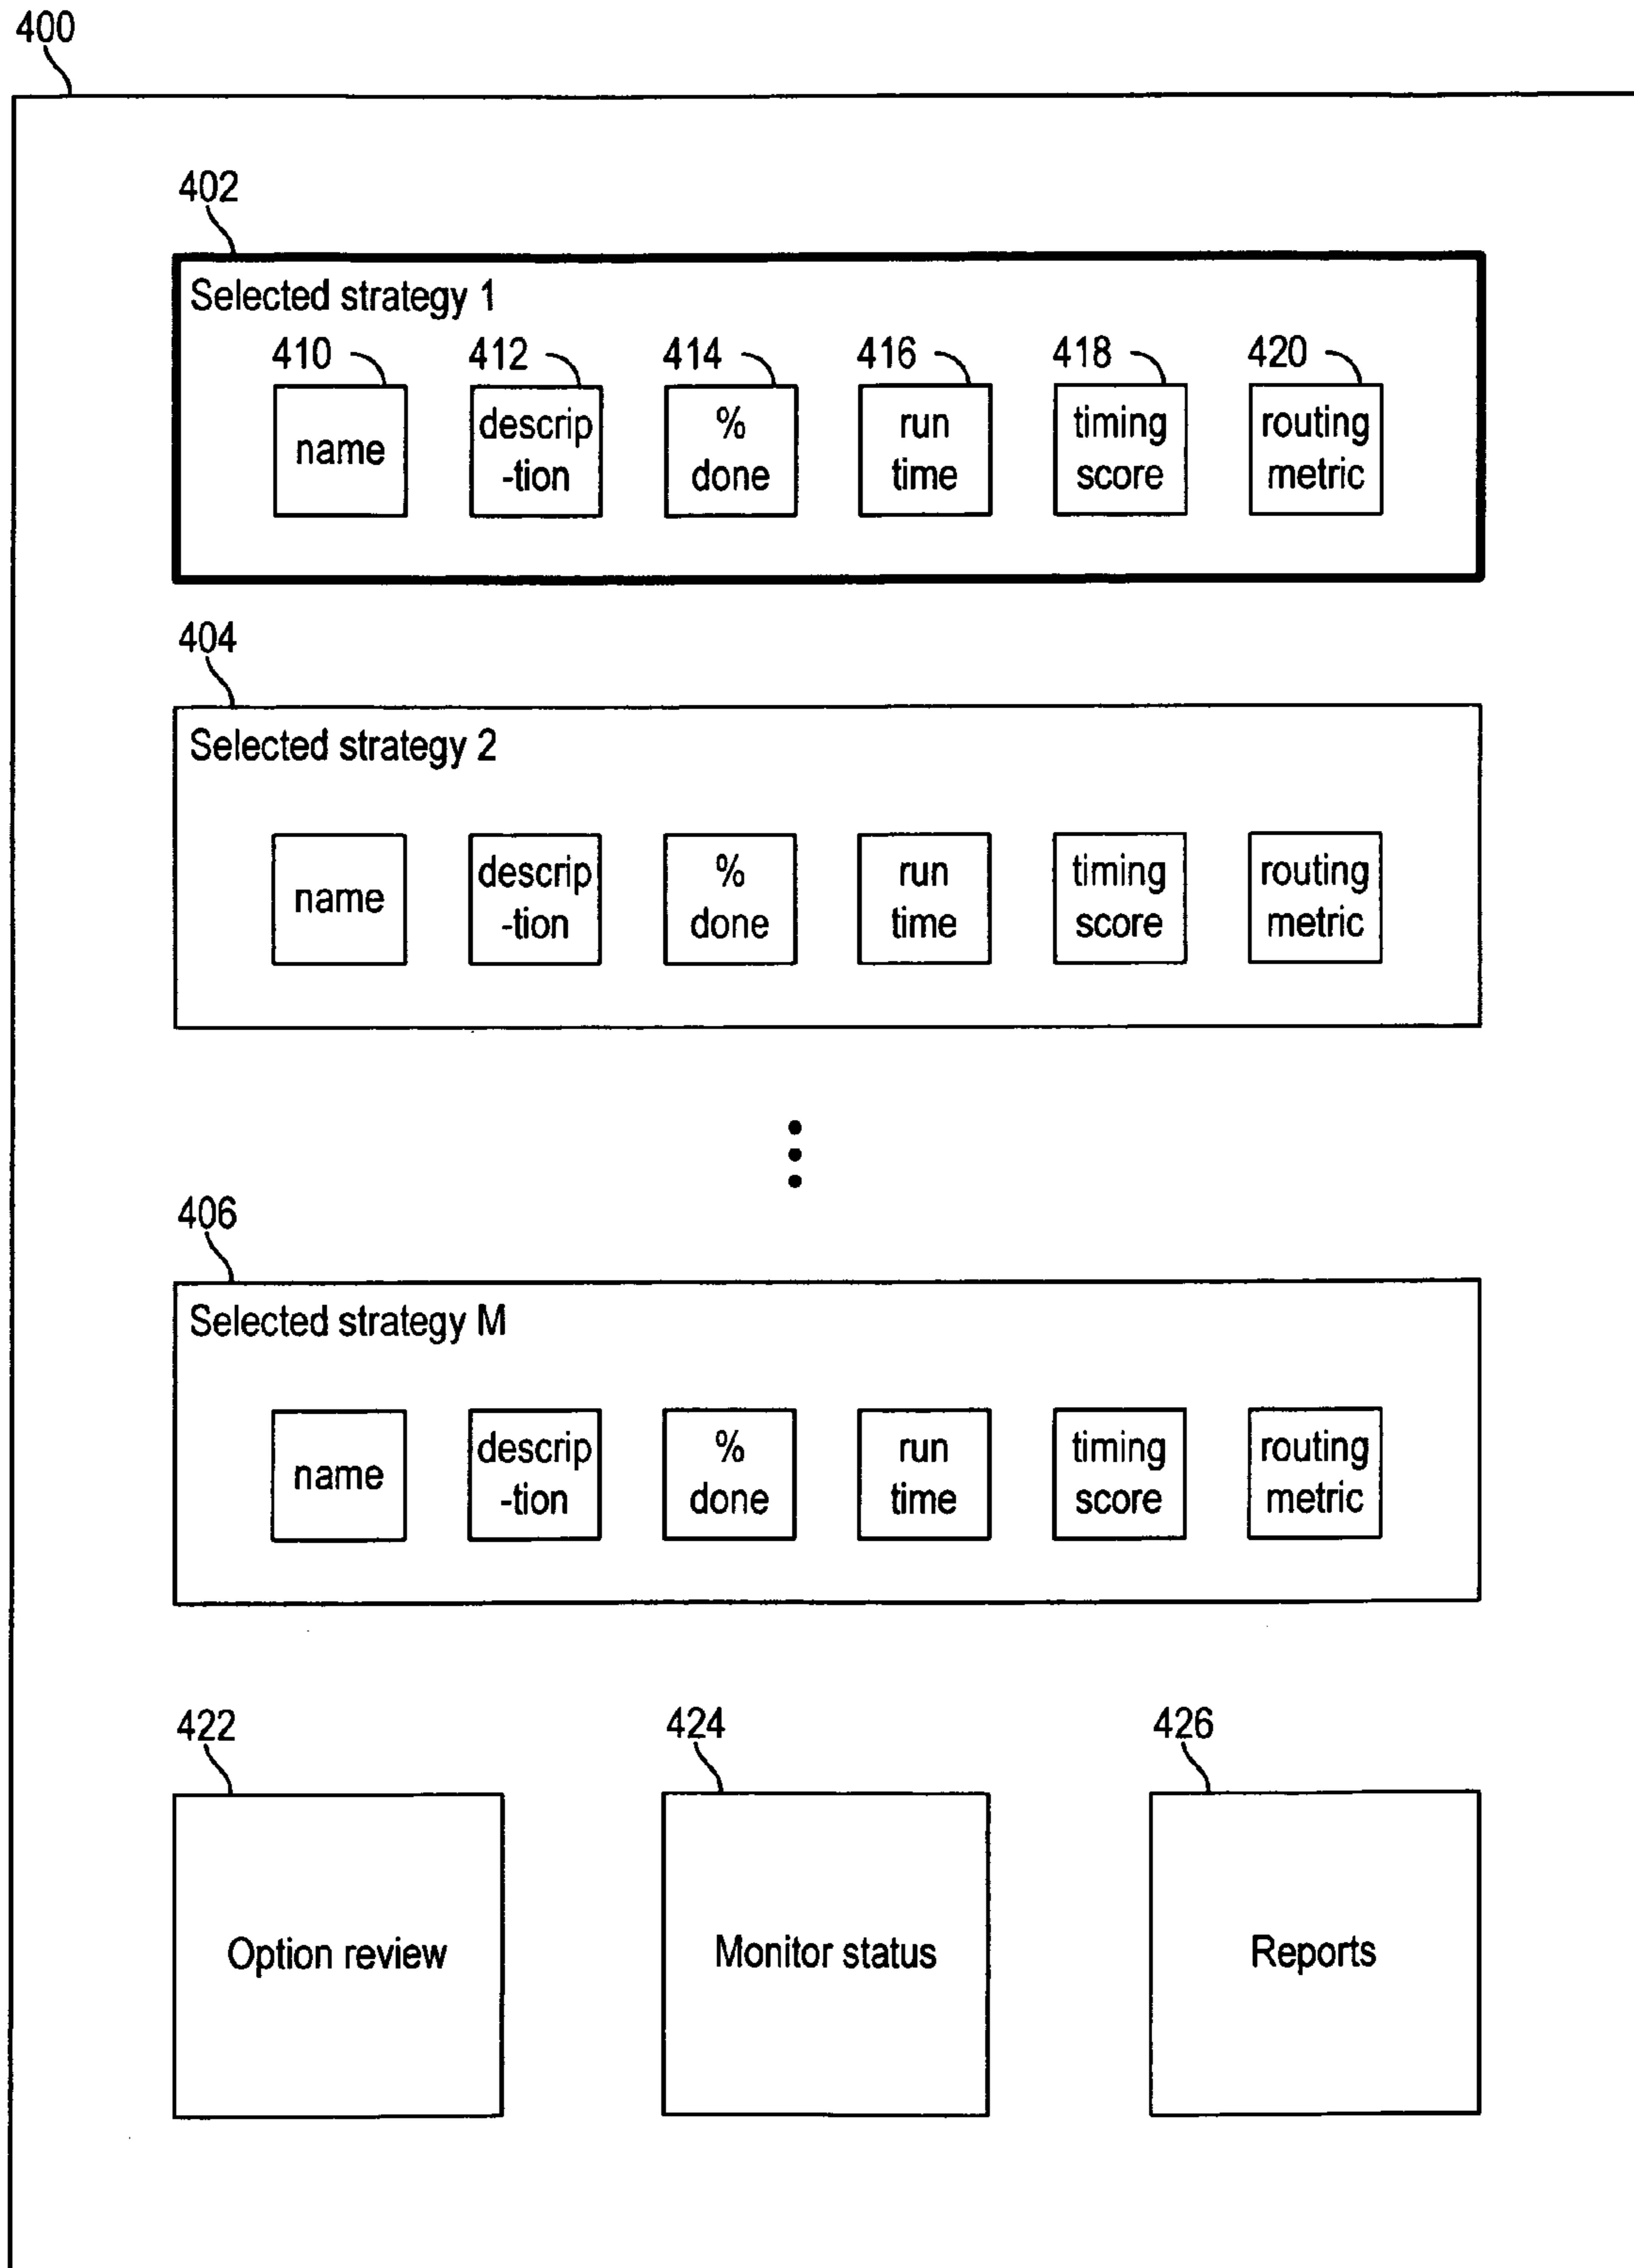 400
402
Selected strategy 1
410 412 414 416 418 420
name
descrip
-tion
%
done
run
time
timing
score
routing
metric
404
Selected strategy 2
name
descrip
-tion
%
done
run
time
timing
score
routing
metric
406
Selected strategy M
name
descrip
-tion
%
done
run
time
timing
score
routing
metric
422 424 426
Option review
Monitor status
Reports